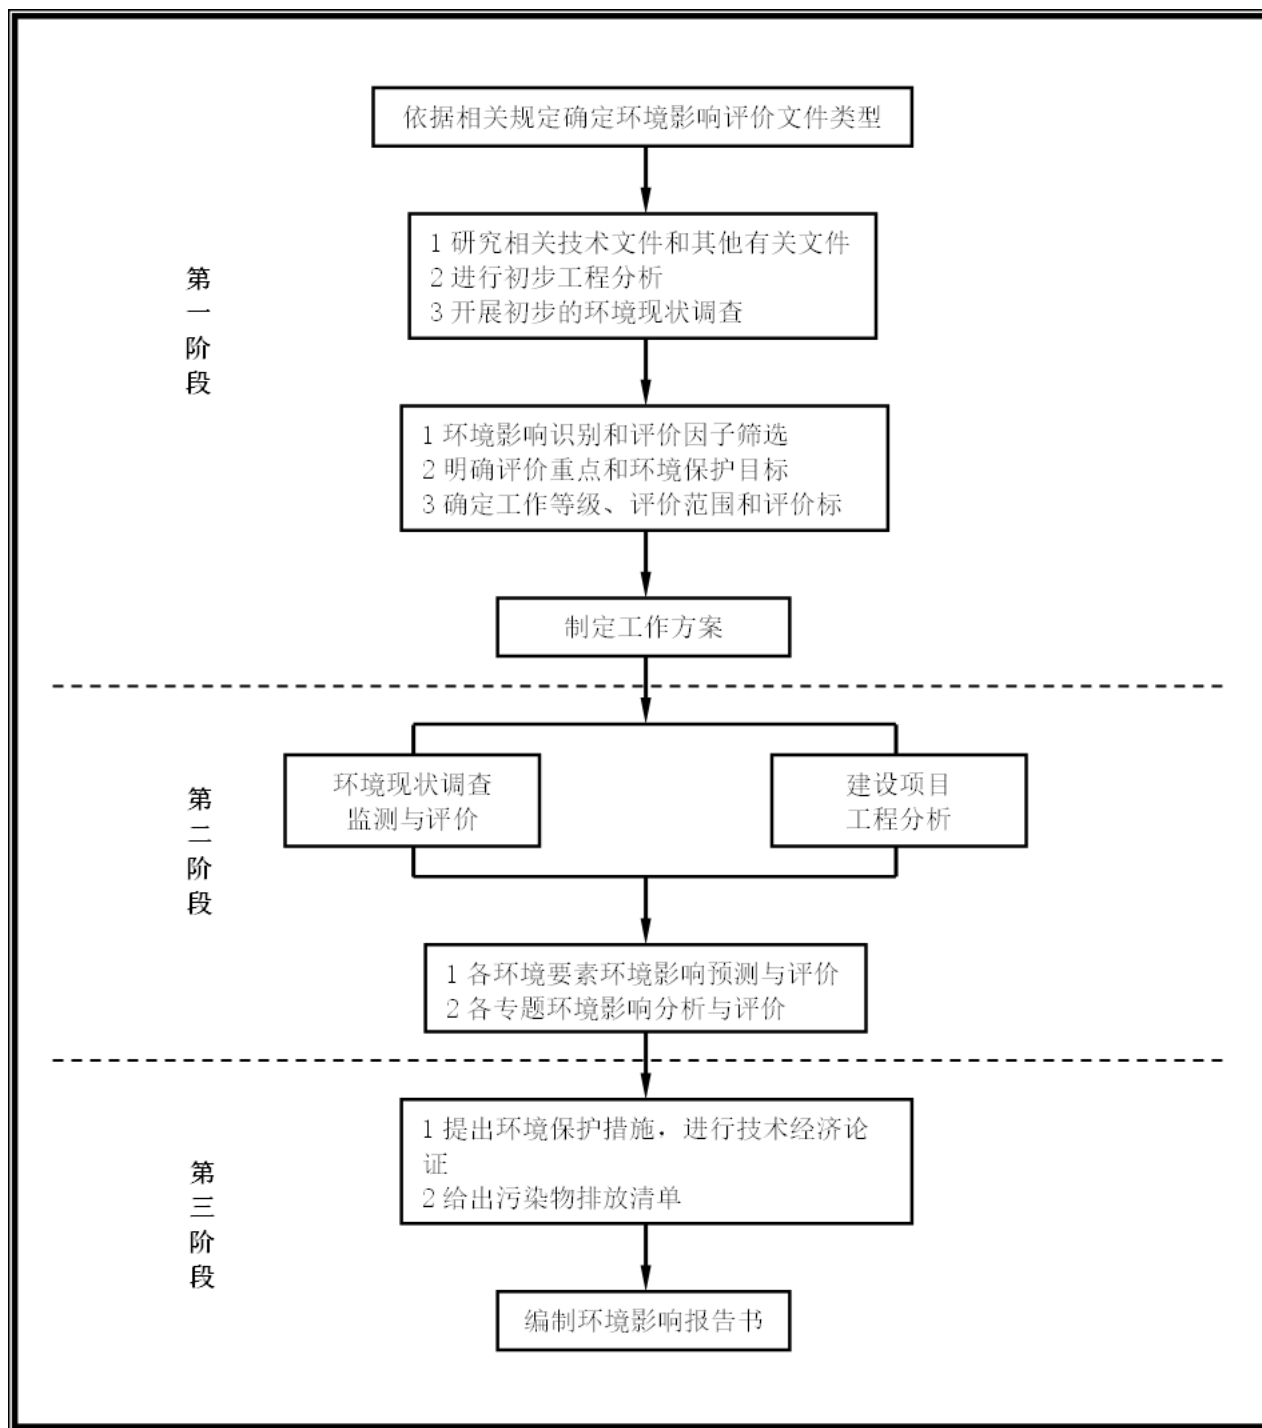 依据相关规定确定环境影响评价文件类型
1 研究相关技术文件和其他有关文件
2 进行初步工程分析
3 开展初步的环境现状调查
第一阶段
1 环境影响识别和评价因子筛选
2 明确评价重点和环境保护目标
3 确定工作等级、评价范围和评价标
制定工作方案
环境现状调查
监测与评价
建设项目
工程分析
第二阶段
1 各环境要素环境影响预测与评价
2 各专题环境影响分析与评价
1 提出环境保护措施，进行技术经济论
证
2 给出污染物排放清单
第三阶段
编制环境影响报告书